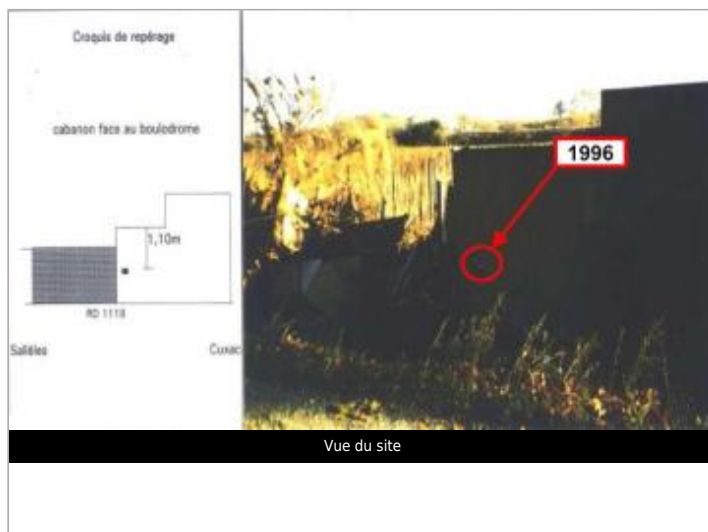 Croquis de repérage
cabanon face au boulodrome
1,10m
RD 1118
Sallèles
Cuxac
1996
Vue du site